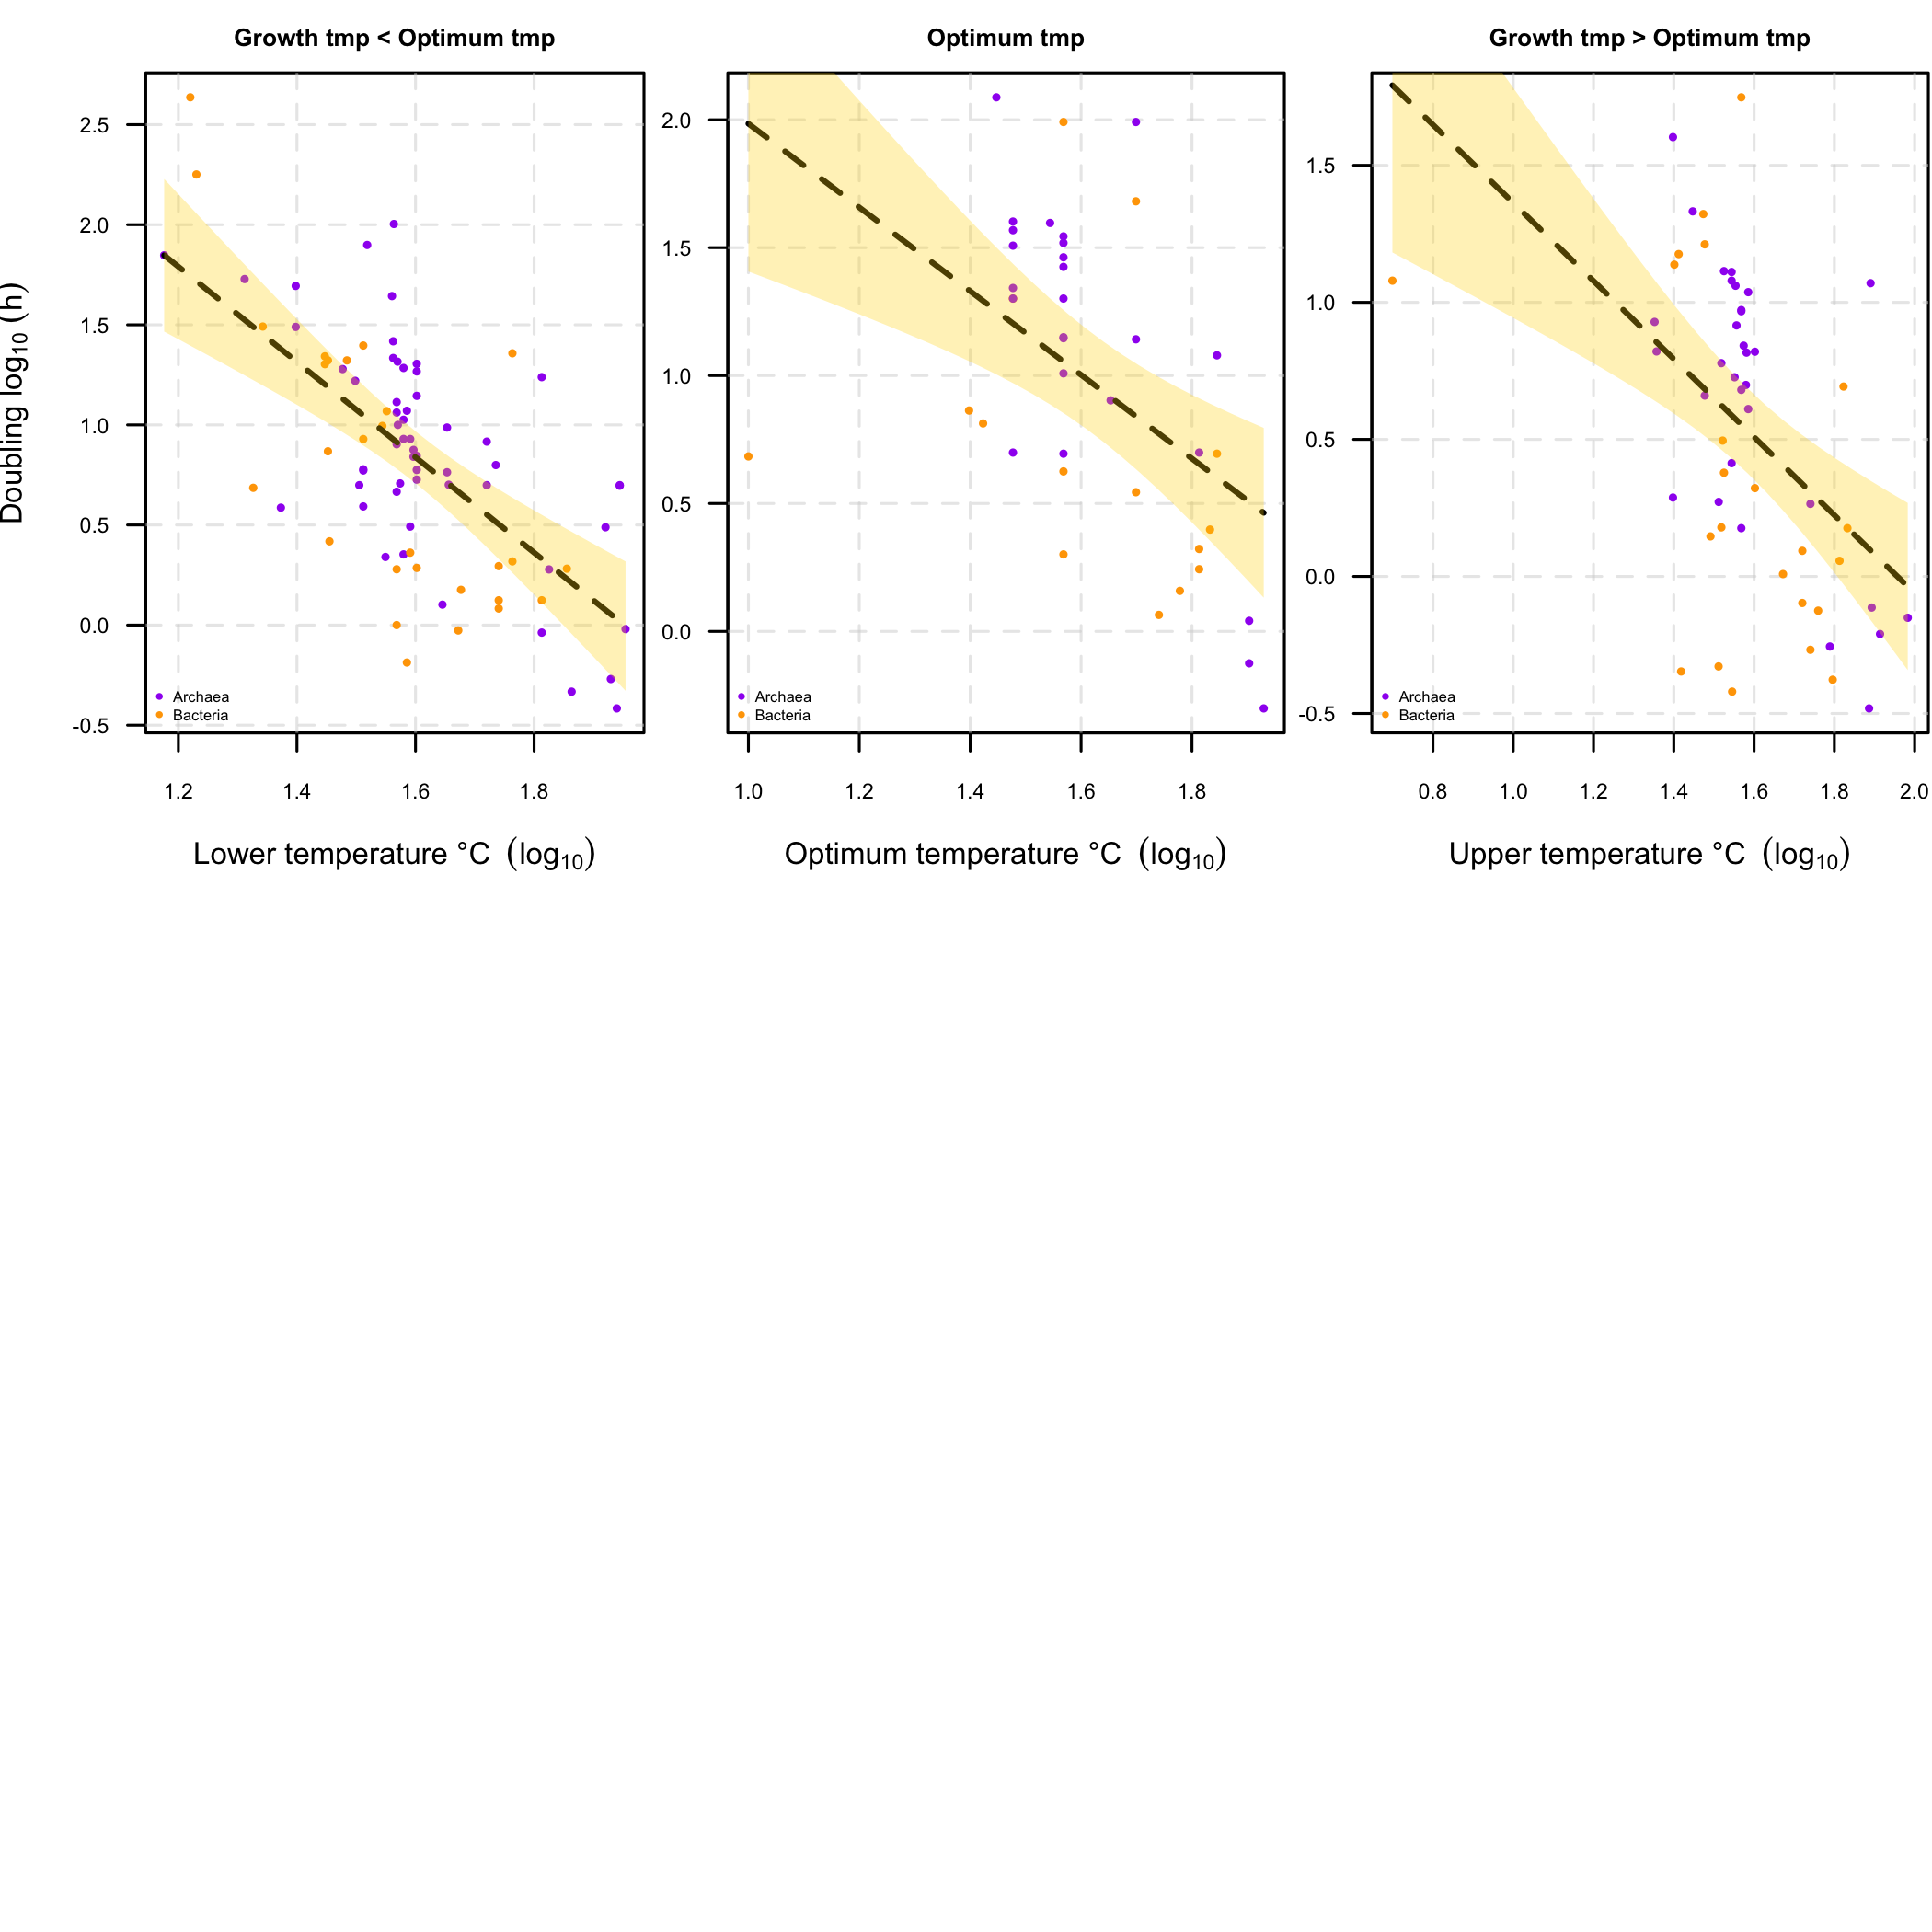 Growth tmp < Optimum tmp
Optimum tmp
Growth tmp > Optimum tmp
Doubling log10 (h)
2.5
2.0
1.5
1.0
0.5
0.0
-0.5
Archaea
Bacteria
1.2 1.4 1.6 1.8
Lower temperature °C (log10)
2.0
1.5
1.0
0.5
0.0
Archaea
Bacteria
1.0 1.2 1.4 1.6 1.8
Optimum temperature °C (log10)
1.5
1.0
0.5
0.0
-0.5
Archaea
Bacteria
0.8 1.0 1.2 1.4 1.6 1.8 2.0
Upper temperature °C (log10)